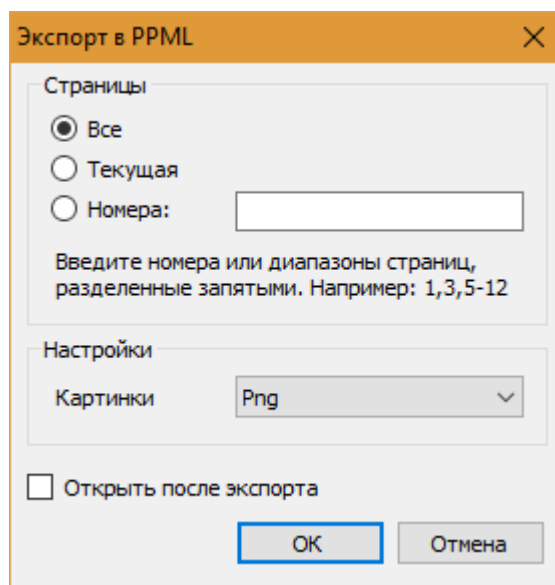 Экспорт в PPML
Страницы
Все
Текущая
Номера:
Введите номера или диапазоны страниц,
разделенные запятыми. Например: 1,3,5-12
Настройки
Картинки Png
Открыть после экспорта
OK Отмена